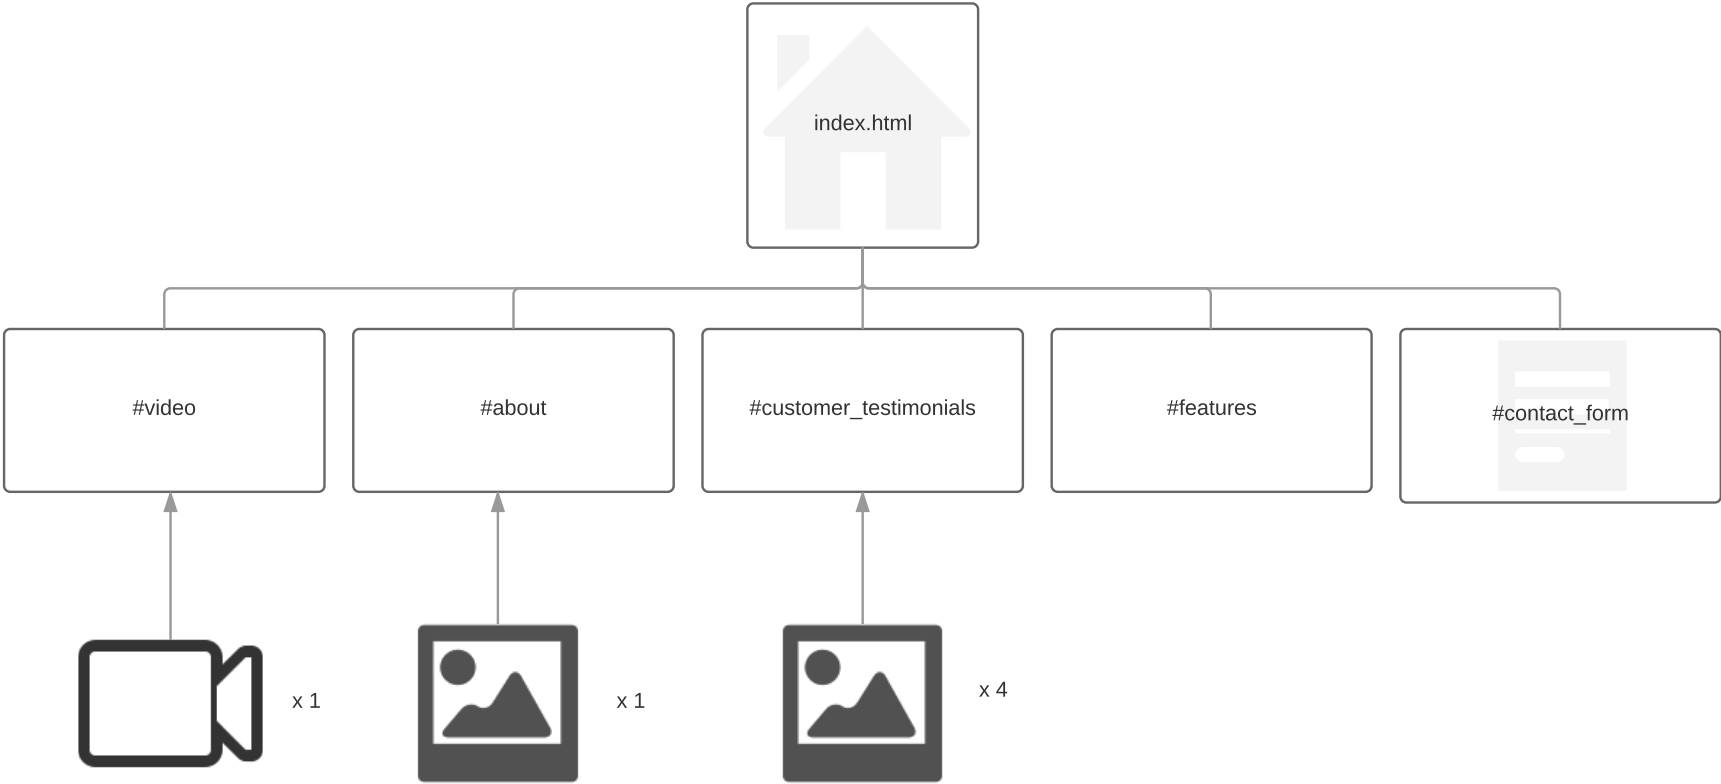 index.html
#video
#about
#customer_testimonials
#features
#contact_form
x 1
x 1
x 4